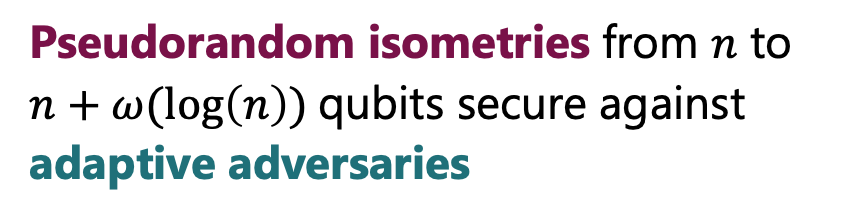 Pseudorandom isometries from n to
n + ω(log(n)) qubits secure against
adaptive adversaries